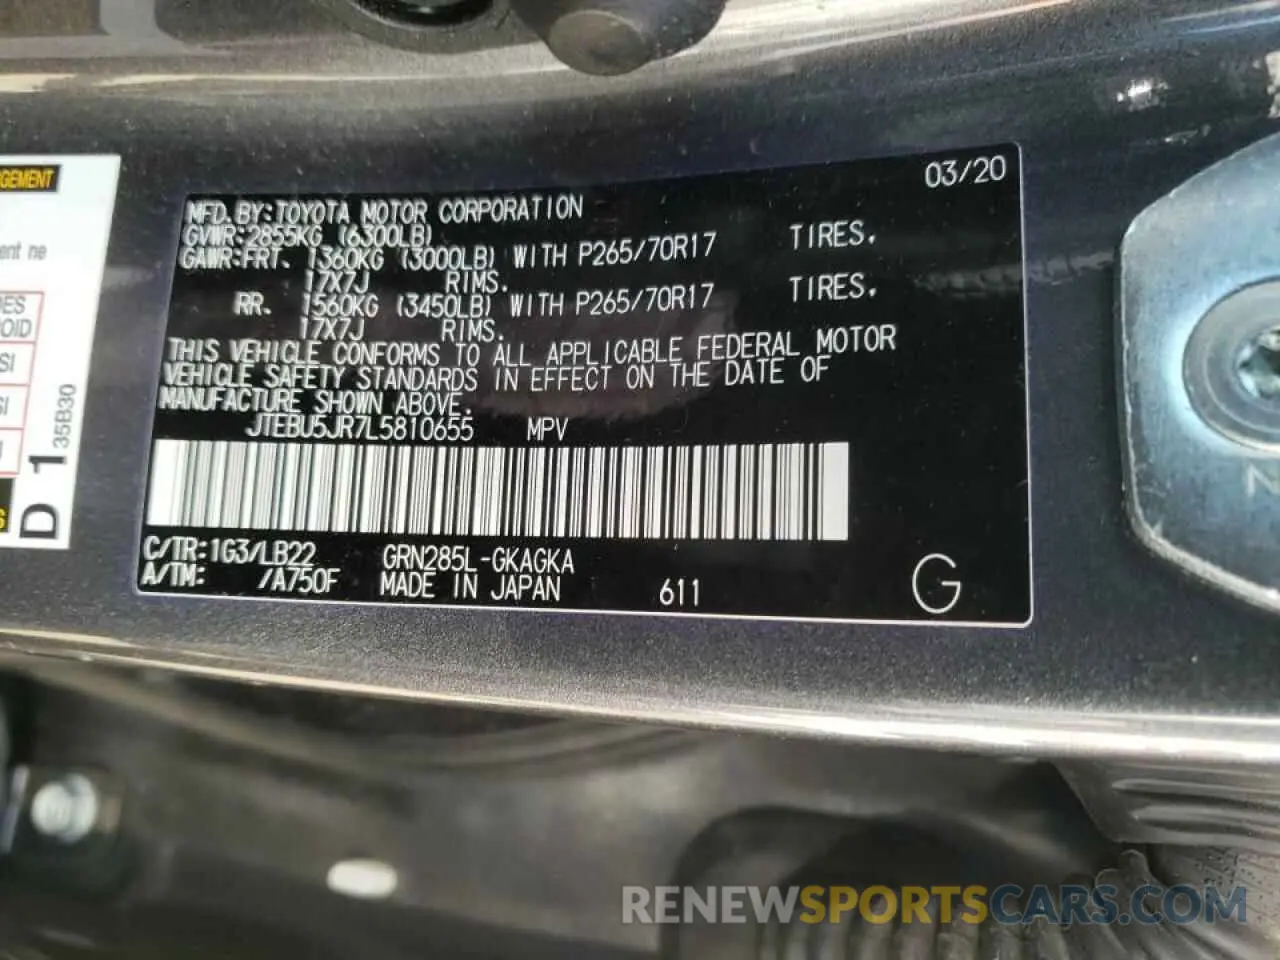 03/20
MFD.BY:TOYOTA MOTOR CORPORATION
GVWR:2855KG (6300LB)
GAWR:FRT. 1360KG (3000LB) WITH P265/70R17 TIRES.
17X7J RIMS.
RR. 1560KG (3450LB) WITH P265/70R17 TIRES.
17X7J RIMS.
THIS VEHICLE CONFORMS TO ALL APPLICABLE FEDERAL MOTOR
VEHICLE SAFETY STANDARDS IN EFFECT ON THE DATE OF
MANUFACTURE SHOWN ABOVE.
JTEBU5JR7L5810655 MPV
C/TR:1G3/LB22 GRN285L-GKAGKA
A/TM: /A750F MADE IN JAPAN 611 G
ent ne
D 1 35B30
RENEWSPORTSCARS.COM